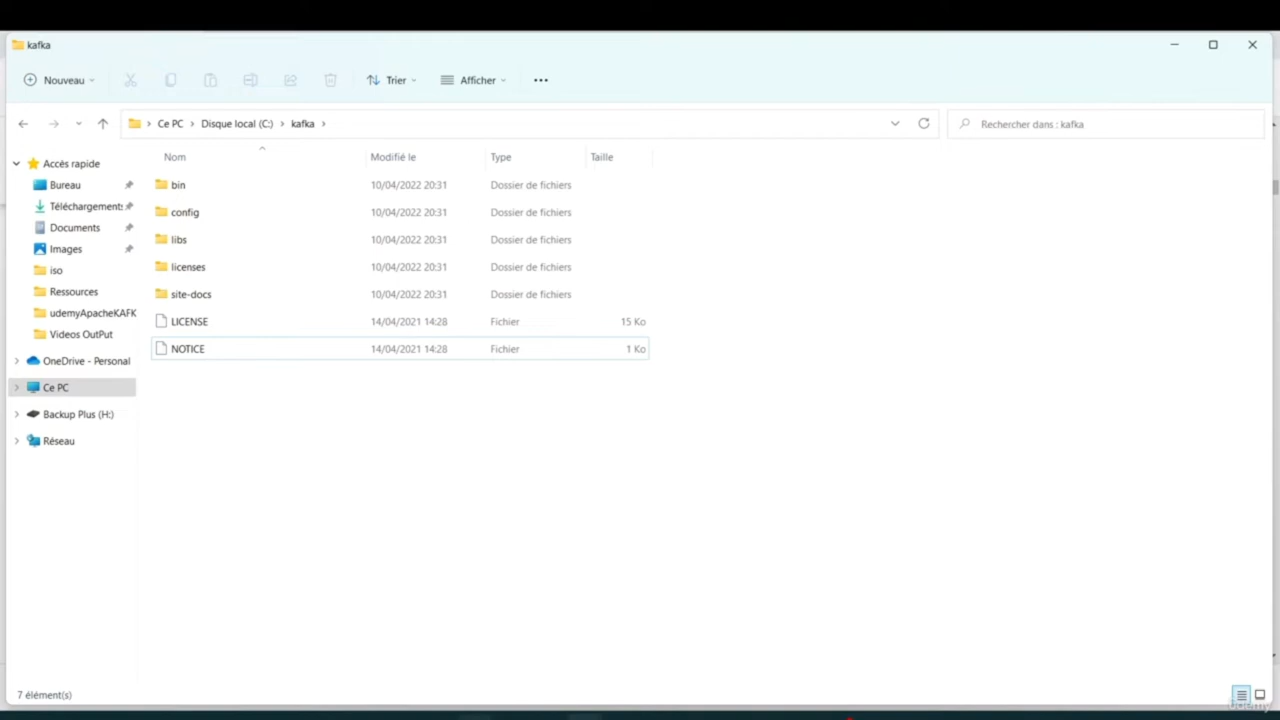 kafka
Nouveau Trier Afficher
Ce PC Disque local (C:) kafka Rechercher dans : kafka
Nom Modifié le Type Taille
Accès rapide
Bureau
Téléchargements
Documents
Images
iso
Ressources
udemyApacheKAFK
Videos OutPut
OneDrive - Personal
Ce PC
Backup Plus (H:)
Réseau
bin 10/04/2022 20:31 Dossier de fichiers
config 10/04/2022 20:31 Dossier de fichiers
libs 10/04/2022 20:31 Dossier de fichiers
licenses 10/04/2022 20:31 Dossier de fichiers
site-docs 10/04/2022 20:31 Dossier de fichiers
LICENSE 14/04/2021 14:28 Fichier 15 Ko
NOTICE 14/04/2021 14:28 Fichier 1 Ko
7 élément(s)
Udemy